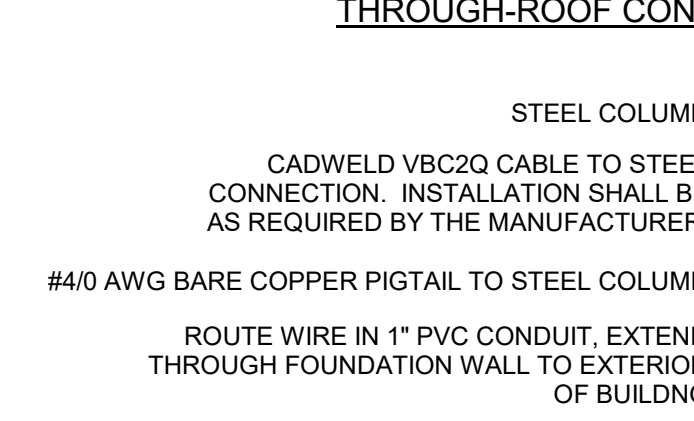 THROUGH-ROOF CON
STEEL COLUM
CADWELD VBC2Q CABLE TO STEE
CONNECTION. INSTALLATION SHALL B
AS REQUIRED BY THE MANUFACTURER
#4/0 AWG BARE COPPER PIGTAIL TO STEEL COLUM
ROUTE WIRE IN 1" PVC CONDUIT, EXTEN
THROUGH FOUNDATION WALL TO EXTERIOR
OF BUILDNG